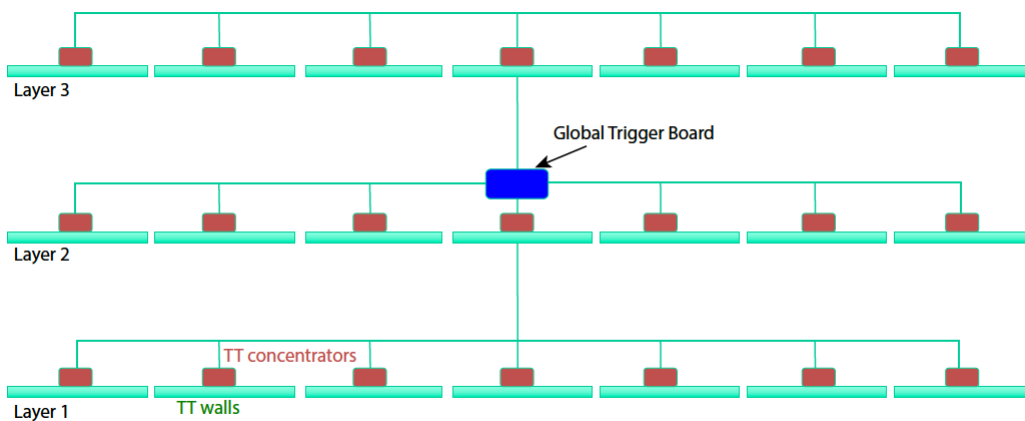 Layer 3
Global Trigger Board
Layer 2
TT concentrators
TT walls
Layer 1